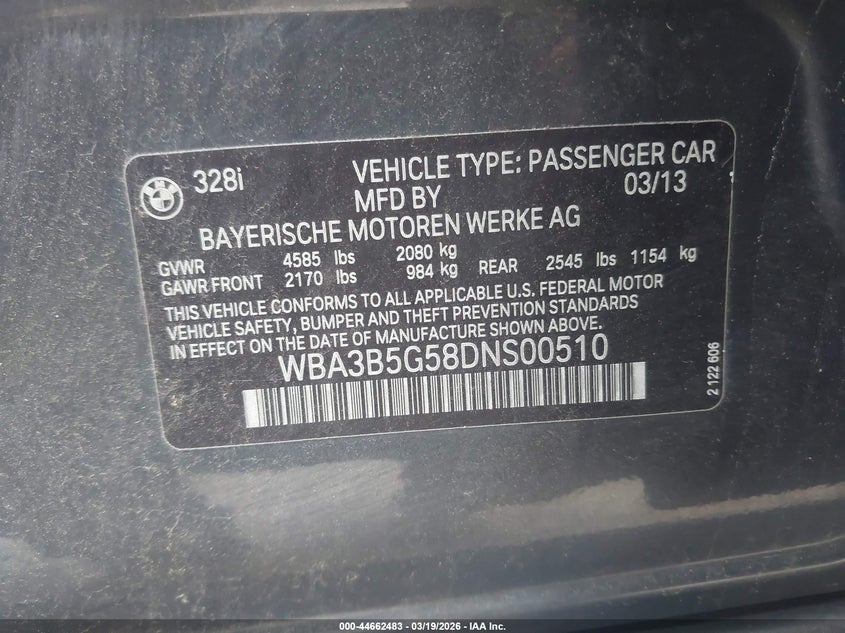 328i
VEHICLE TYPE: PASSENGER CAR
MFD BY 03/13
BAYERISCHE MOTOREN WERKE AG
GVWR 4585 lbs 2080 kg
GAWR FRONT 2170 lbs 984 kg REAR 2545 lbs 1154 kg
THIS VEHICLE CONFORMS TO ALL APPLICABLE U.S. FEDERAL MOTOR
VEHICLE SAFETY, BUMPER AND THEFT PREVENTION STANDARDS
IN EFFECT ON THE DATE OF MANUFACTURE SHOWN ABOVE.
WBA3B5G58DNS00510
2 122 606
000-44662483 - 03/19/2026 - IAA Inc.